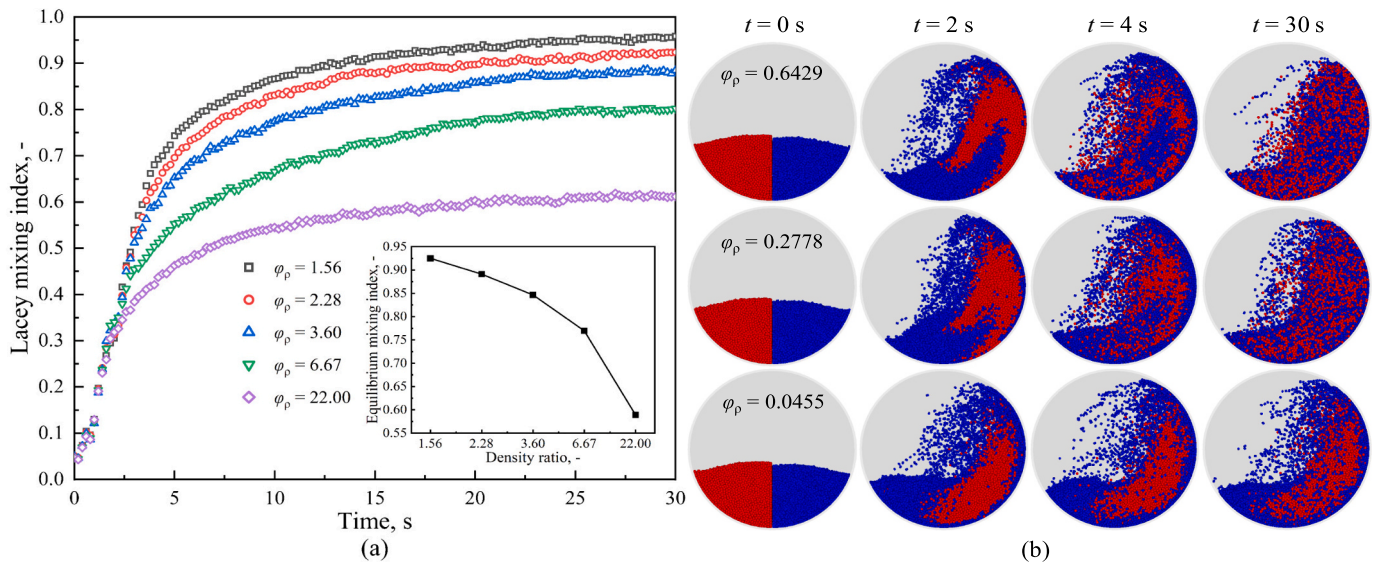 Lacey mixing index, -
1.0
0.9
0.8
0.7
0.6
0.5
0.4
0.3
0.2
0.1
0.0
0
5
10
15
20
25
30
Time, s
φρ = 1.56
φρ = 2.28
φρ = 3.60
φρ = 6.67
φρ = 22.00
Equilibrium mixing index, -
0.95
0.90
0.85
0.80
0.75
0.70
0.65
0.60
0.55
1.56
2.28
3.60
6.67
22.00
Density ratio, -
(a)
t = 0 s
t = 2 s
t = 4 s
t = 30 s
φρ = 0.6429
φρ = 0.2778
φρ = 0.0455
(b)